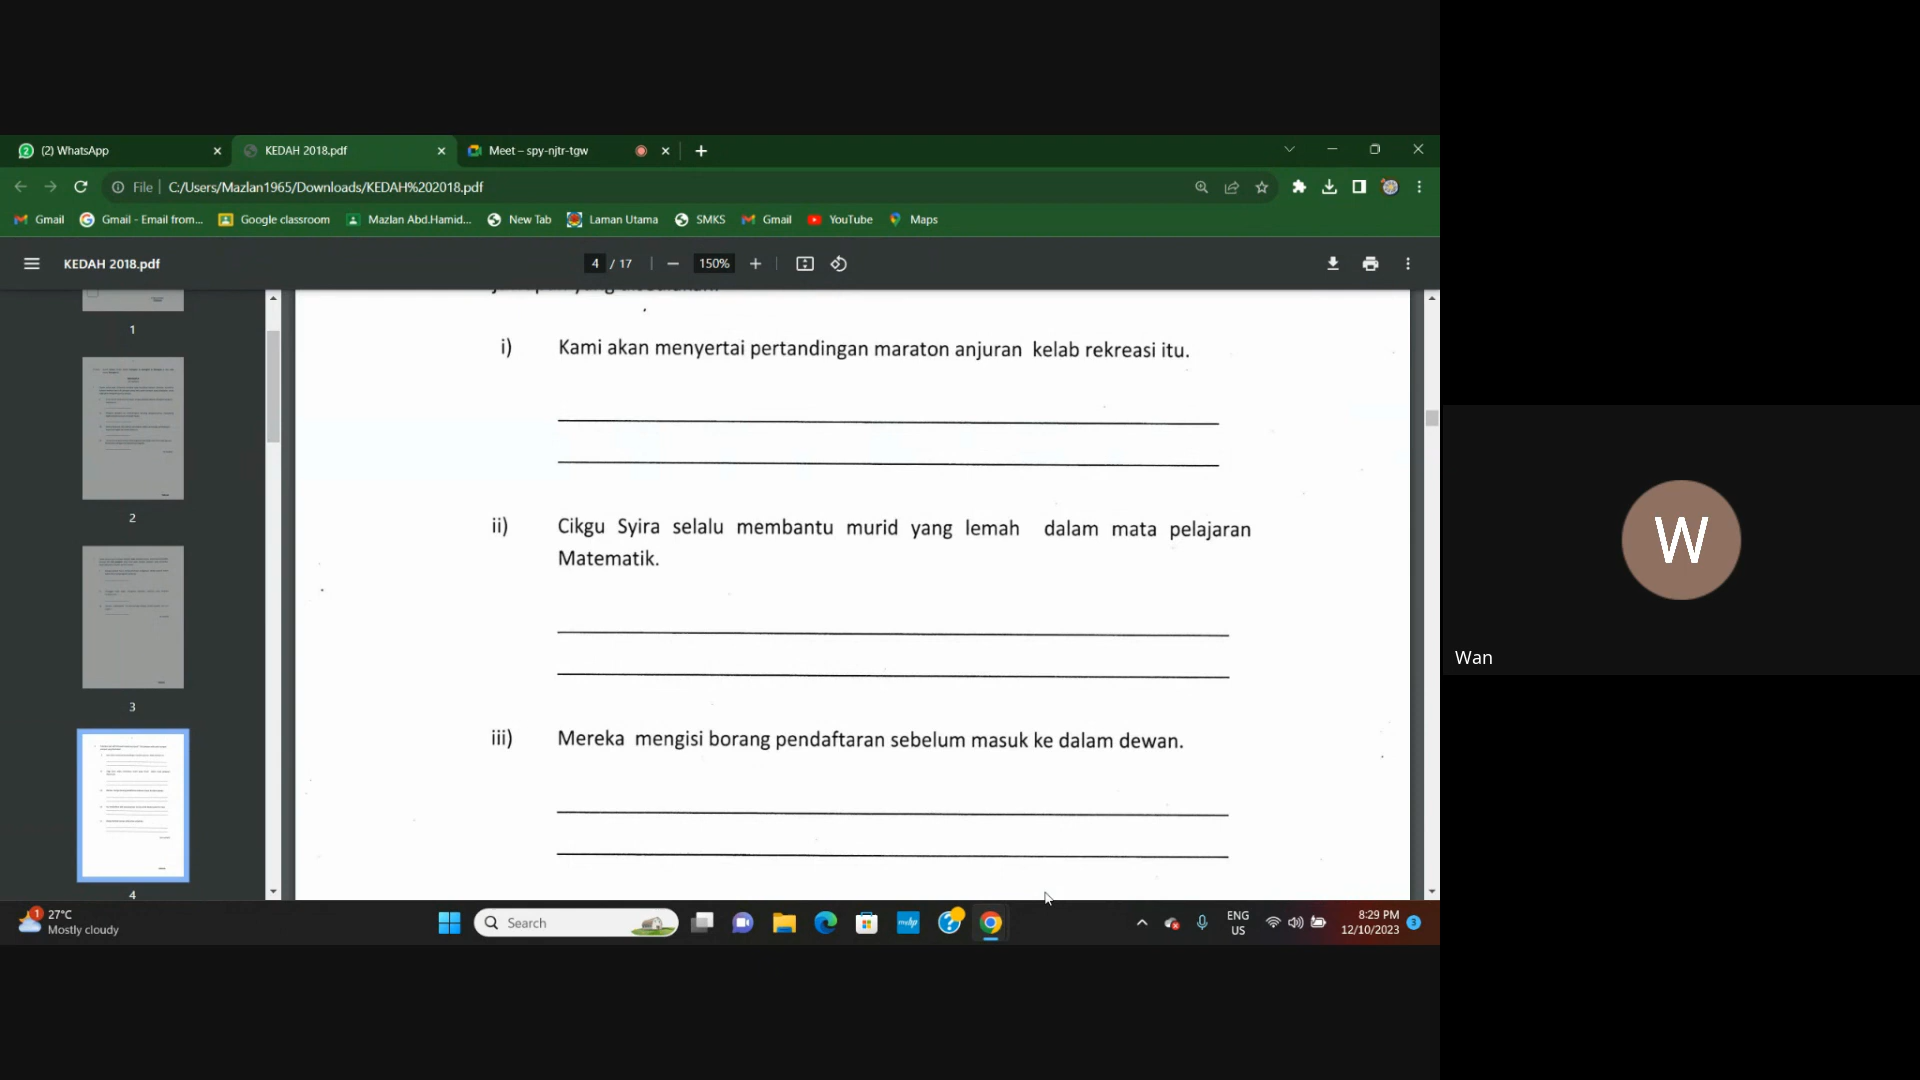 (2) WhatsApp
KEDAH 2018.pdf
Meet – spy-njtr-tgw
File C:/Users/Mazlan1965/Downloads/KEDAH%202018.pdf
Gmail Gmail - Email from... Google classroom Mazlan Abd.Hamid... New Tab Laman Utama SMKS Gmail YouTube Maps
KEDAH 2018.pdf
4 / 17
150%
1
2
3
4
i) Kami akan menyertai pertandingan maraton anjuran kelab rekreasi itu.
ii) Cikgu Syira selalu membantu murid yang lemah dalam mata pelajaran
Matematik.
iii) Mereka mengisi borang pendaftaran sebelum masuk ke dalam dewan.
W
Wan
1
27°C
Mostly cloudy
Search
mshp
ENG
US
8:29 PM
12/10/2023
3